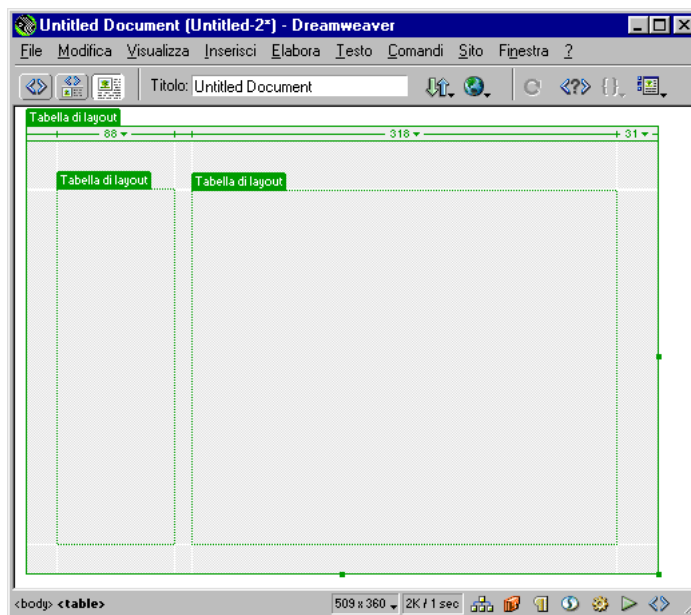 Untitled Document (Untitled-2*) - Dreamweaver
File Modifica Visualizza Inserisci Elabora Testo Comandi Sito Finestra ?
Titolo: Untitled Document
Tabella di layout
88 318 31
Tabella di layout Tabella di layout
<body> <table> 509 x 360 2K / 1 sec